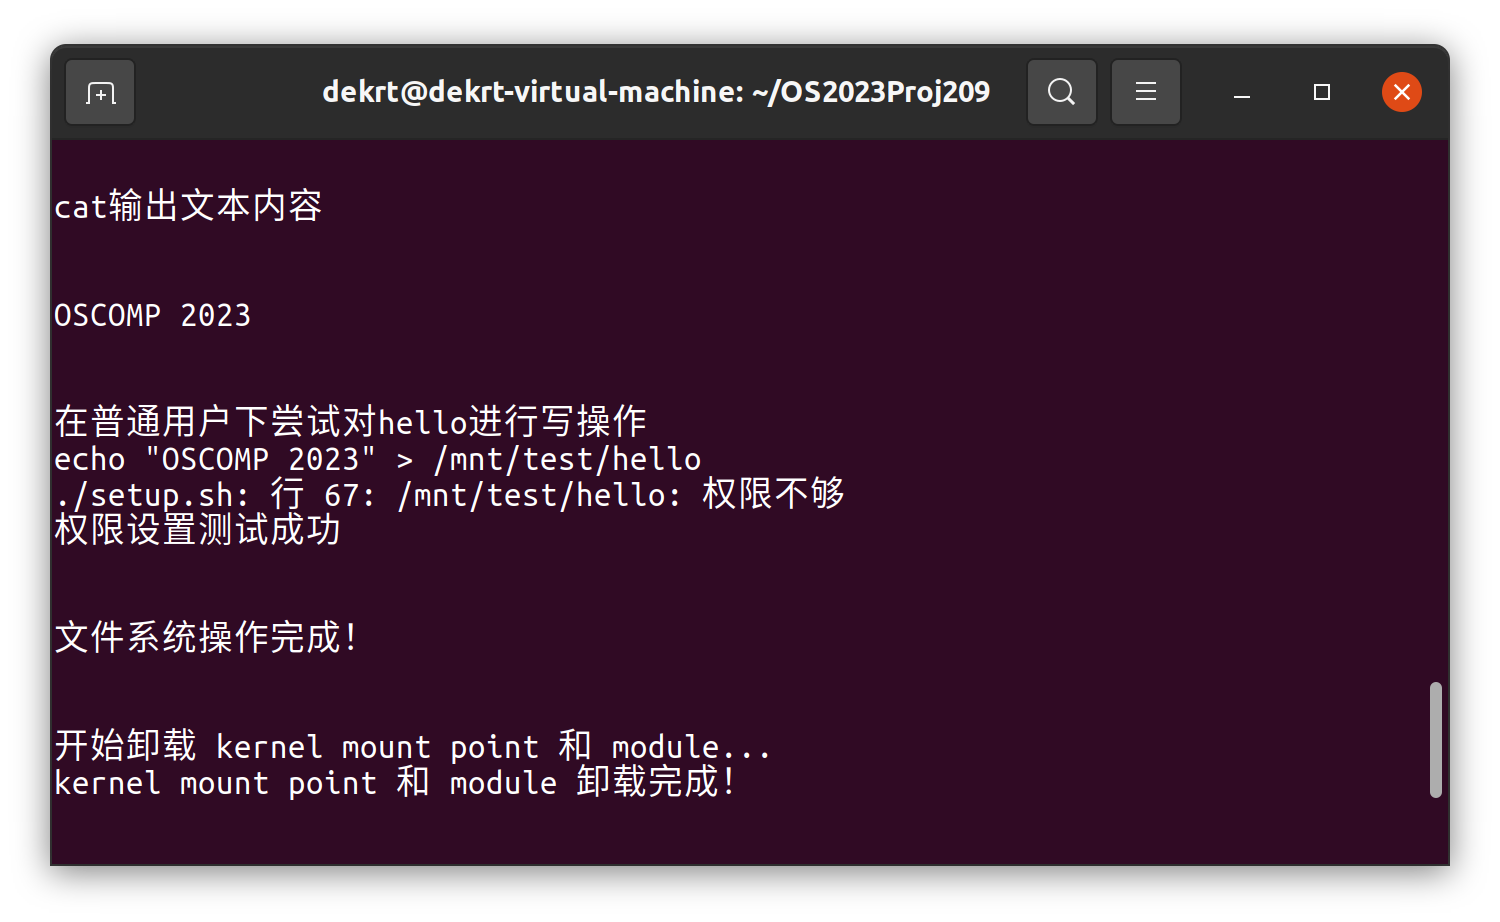 dekrt@dekrt-virtual-machine: ~/OS2023Proj209
cat输出文本内容
OSCOMP 2023
在普通用户下尝试对hello进行写操作
echo "OSCOMP 2023" > /mnt/test/hello
./setup.sh: 行 67: /mnt/test/hello: 权限不够
权限设置测试成功
文件系统操作完成！
开始卸载 kernel mount point 和 module...
kernel mount point 和 module 卸载完成！